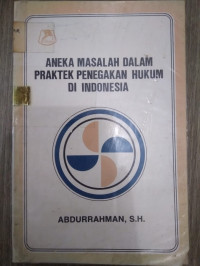 ANEKA MASALAH DALAM
PRAKTEK PENEGAKAN HUKUM
DI INDONESIA
ABDURRAHMAN, S.H.